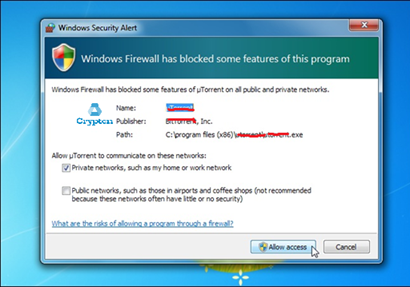 Windows Security Alert
Windows Firewall has blocked some features of this program
Windows Firewall has blocked some features of µTorrent on all public and private networks.
Crypton
Name:
Publisher: BitTorrent, Inc.
Path: C:\program files (x86)\utorrent\utorrent.exe
Allow µTorrent to communicate on these networks:
Private networks, such as my home or work network
Public networks, such as those in airports and coffee shops (not recommended
because these networks often have little or no security)
What are the risks of allowing a program through a firewall?
Allow access
Cancel